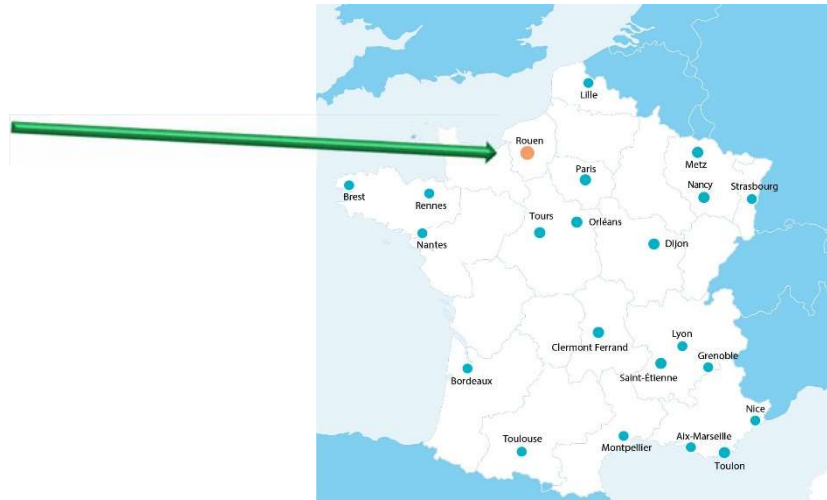 Lille
Rouen
Metz
Paris
Nancy
Strasbourg
Brest
Rennes
Tours
Orléans
Nantes
Dijon
Lyon
Clermont Ferrand
Grenoble
Saint-Étienne
Bordeaux
Nice
Aix-Marseille
Toulouse
Montpellier
Toulon